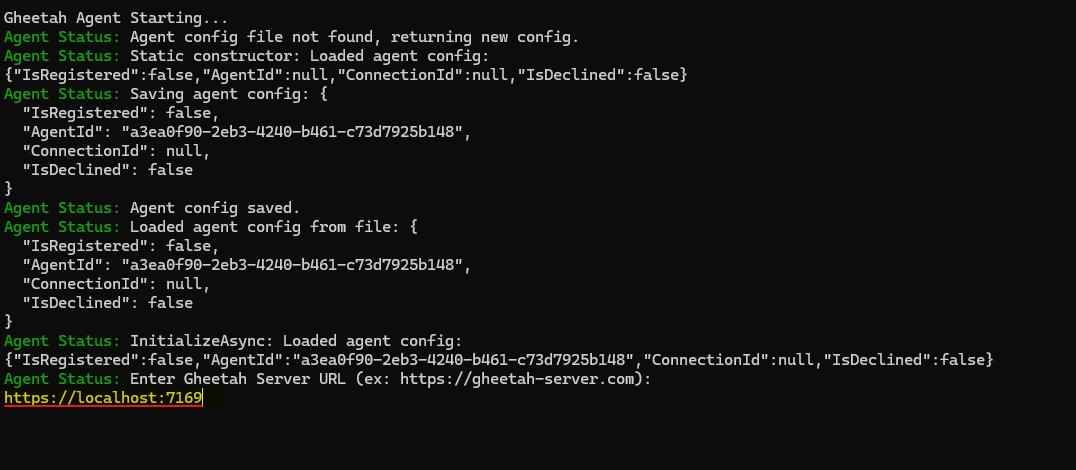 Gheetah Agent Starting...
Agent Status: Agent config file not found, returning new config.
Agent Status: Static constructor: Loaded agent config:
{"IsRegistered":false,"AgentId":null,"ConnectionId":null,"IsDeclined":false}
Agent Status: Saving agent config: {
  "IsRegistered": false,
  "AgentId": "a3ea0f90-2eb3-4240-b461-c73d7925b148",
  "ConnectionId": null,
  "IsDeclined": false
}
Agent Status: Agent config saved.
Agent Status: Loaded agent config from file: {
  "IsRegistered": false,
  "AgentId": "a3ea0f90-2eb3-4240-b461-c73d7925b148",
  "ConnectionId": null,
  "IsDeclined": false
}
Agent Status: InitializeAsync: Loaded agent config:
{"IsRegistered":false,"AgentId":"a3ea0f90-2eb3-4240-b461-c73d7925b148","ConnectionId":null,"IsDeclined":false}
Agent Status: Enter Gheetah Server URL (ex: https://gheetah-server.com):
https://localhost:7169